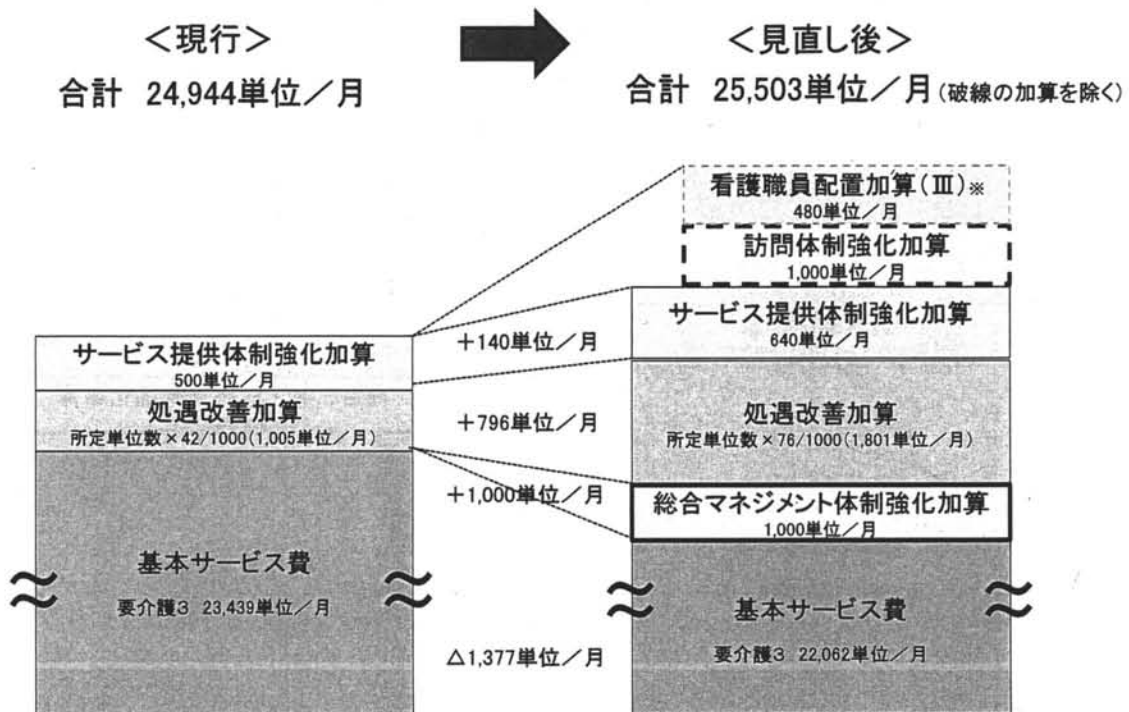 <現行>
合計 24,944単位／月
<見直し後>
合計 25,503単位／月(破線の加算を除く)
サービス提供体制強化加算
500単位／月
処遇改善加算
所定単位数×42/1000(1,005単位／月)
基本サービス費
要介護3 23,439単位／月
+140単位／月
+796単位／月
+1,000単位／月
△1,377単位／月
看護職員配置加算(Ⅲ)※
480単位／月
訪問体制強化加算
1,000単位／月
サービス提供体制強化加算
640単位／月
処遇改善加算
所定単位数×76/1000(1,801単位／月)
総合マネジメント体制強化加算
1,000単位／月
基本サービス費
要介護3 22,062単位／月